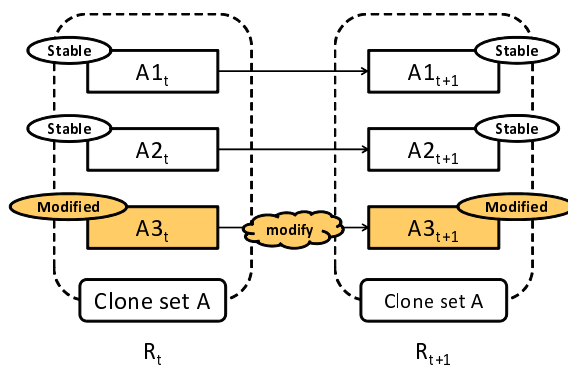 Stable
A1t
A1t+1
Stable
Stable
A2t
A2t+1
Stable
Modified
A3t
modify
A3t+1
Modified
Clone set A
Clone set A
Rt
Rt+1